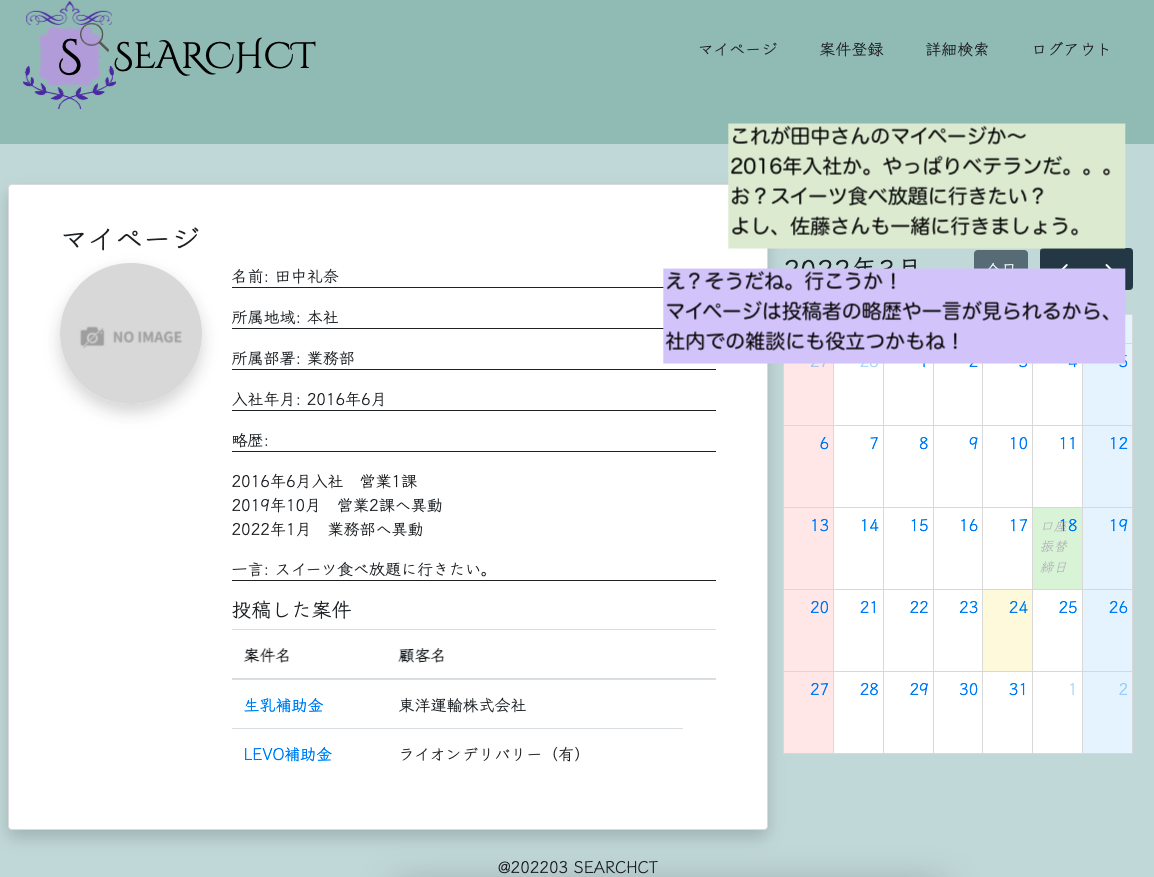 S SEARCHCT
マイページ 案件登録 詳細検索 ログアウト
これが田中さんのマイページか〜
2016年入社か。やっぱりベテランだ。。。
お？スイーツ食べ放題に行きたい？
よし、佐藤さんも一緒に行きましょう。
マイページ
NO IMAGE
名前: 田中礼奈
所属地域: 本社
所属部署: 業務部
入社年月: 2016年6月
略歴:
2016年6月入社　営業1課
2019年10月　営業2課へ異動
2022年1月　業務部へ異動
一言: スイーツ食べ放題に行きたい。
投稿した案件
案件名 顧客名
生乳補助金 東洋運輸株式会社
LEVO補助金 ライオンデリバリー（有）
2022年3月 今日
え？そうだね。行こうか！
マイページは投稿者の略歴や一言が見られるから、
社内での雑談にも役立つかもね！
27 28 1 2 3 4 5
6 7 8 9 10 11 12
13 14 15 16 17 18 19
口座
振替
締日
20 21 22 23 24 25 26
27 28 29 30 31 1 2
@202203 SEARCHCT